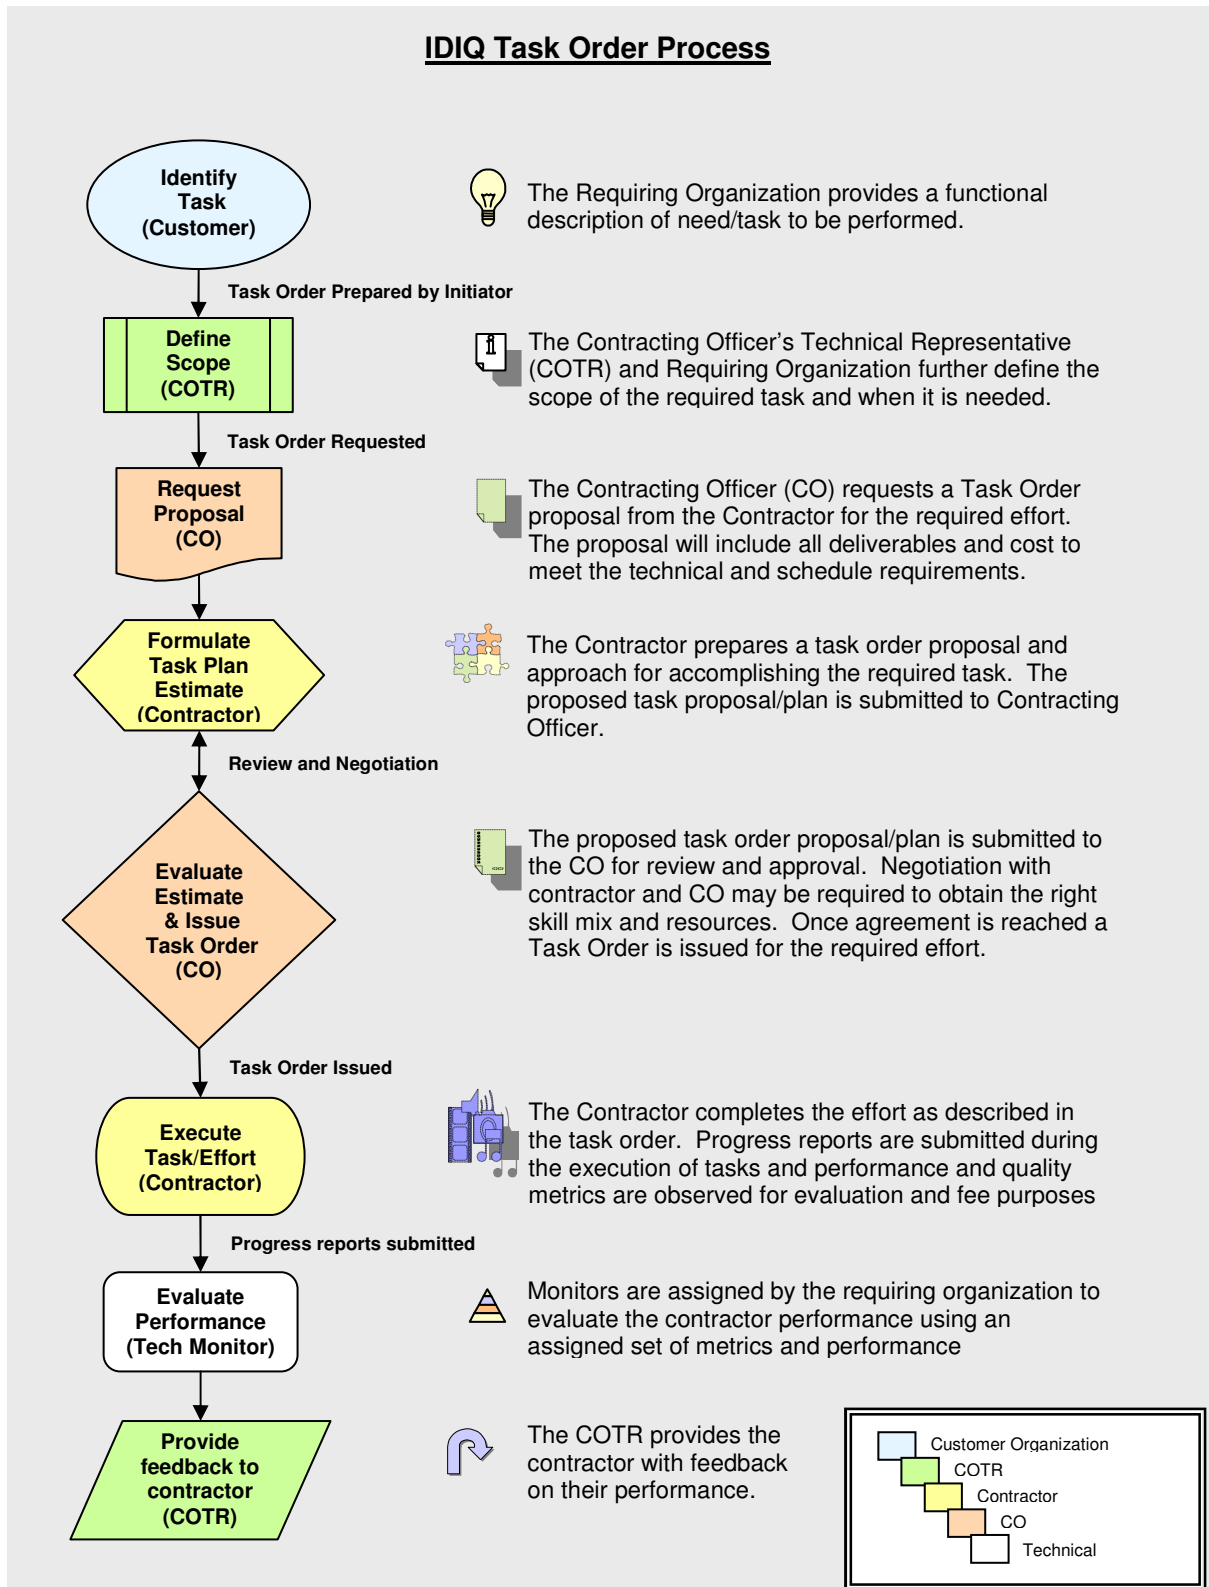 IDIQ Task Order Process
Identify
Task
(Customer)
The Requiring Organization provides a functional
description of need/task to be performed.
Task Order Prepared by Initiator
Define
Scope
(COTR)
The Contracting Officer’s Technical Representative
(COTR) and Requiring Organization further define the
scope of the required task and when it is needed.
Task Order Requested
Request
Proposal
(CO)
The Contracting Officer (CO) requests a Task Order
proposal from the Contractor for the required effort.
The proposal will include all deliverables and cost to
meet the technical and schedule requirements.
Formulate
Task Plan
Estimate
(Contractor)
The Contractor prepares a task order proposal and
approach for accomplishing the required task. The
proposed task proposal/plan is submitted to Contracting
Officer.
Review and Negotiation
Evaluate
Estimate
& Issue
Task Order
(CO)
The proposed task order proposal/plan is submitted to
the CO for review and approval. Negotiation with
contractor and CO may be required to obtain the right
skill mix and resources. Once agreement is reached a
Task Order is issued for the required effort.
Task Order Issued
Execute
Task/Effort
(Contractor)
The Contractor completes the effort as described in
the task order. Progress reports are submitted during
the execution of tasks and performance and quality
metrics are observed for evaluation and fee purposes
Progress reports submitted
Evaluate
Performance
(Tech Monitor)
Monitors are assigned by the requiring organization to
evaluate the contractor performance using an
assigned set of metrics and performance
Provide
feedback to
contractor
(COTR)
The COTR provides the
contractor with feedback
on their performance.
Customer Organization
COTR
Contractor
CO
Technical